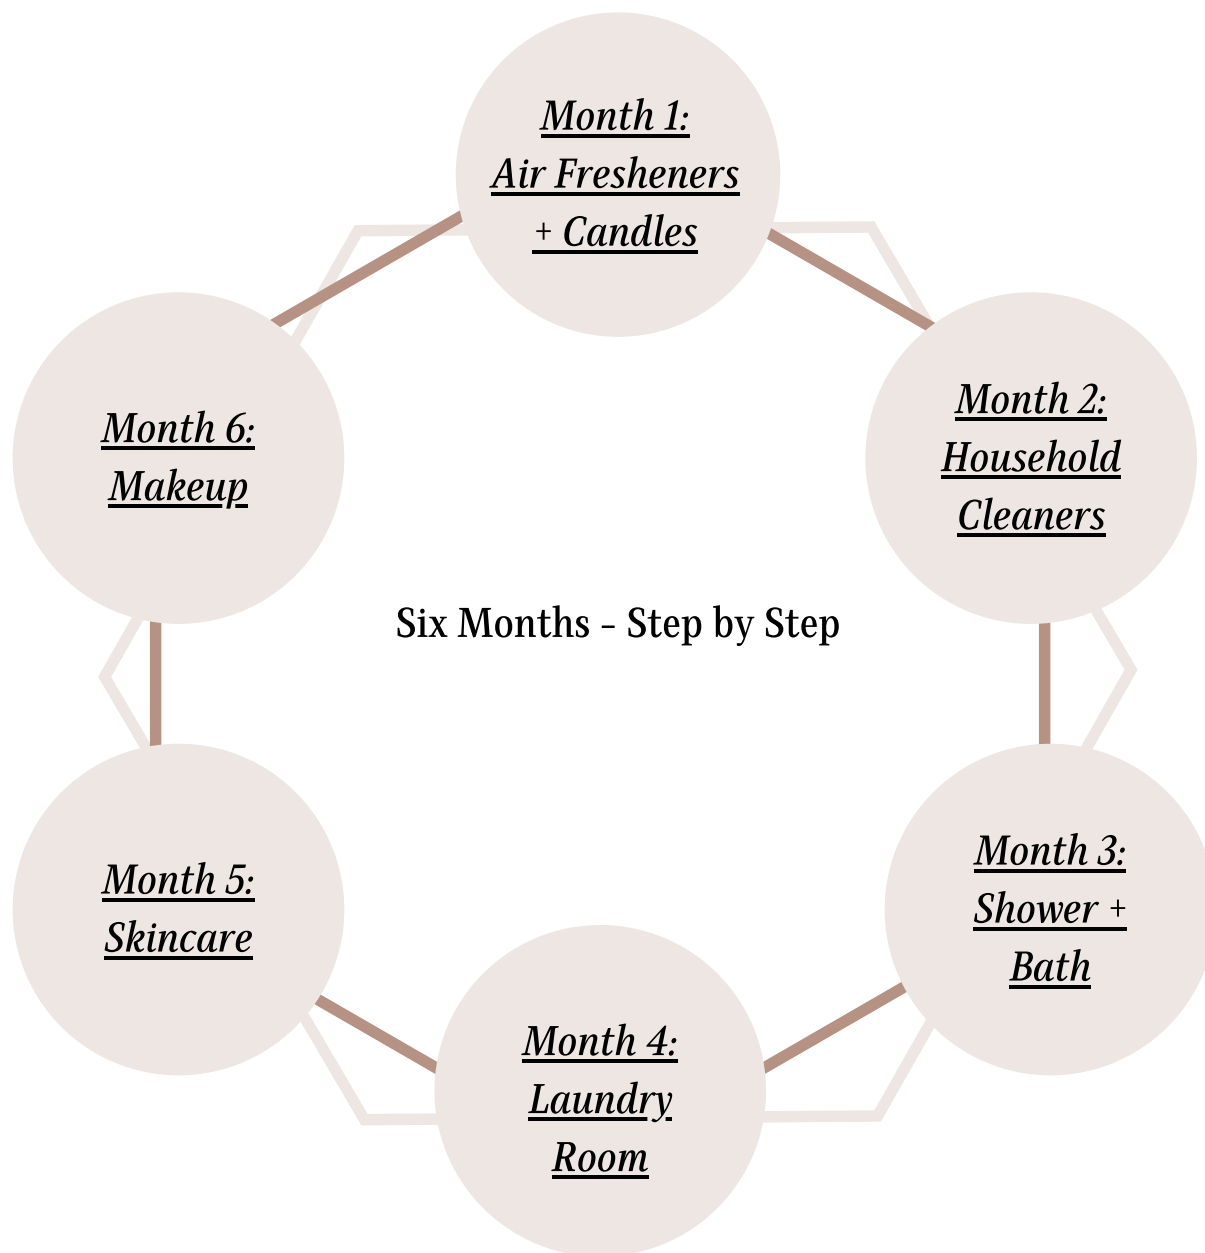 Month 1:
Air Fresheners
+ Candles
Month 2:
Household
Cleaners
Month 3:
Shower +
Bath
Month 4:
Laundry
Room
Month 5:
Skincare
Month 6:
Makeup
Six Months - Step by Step